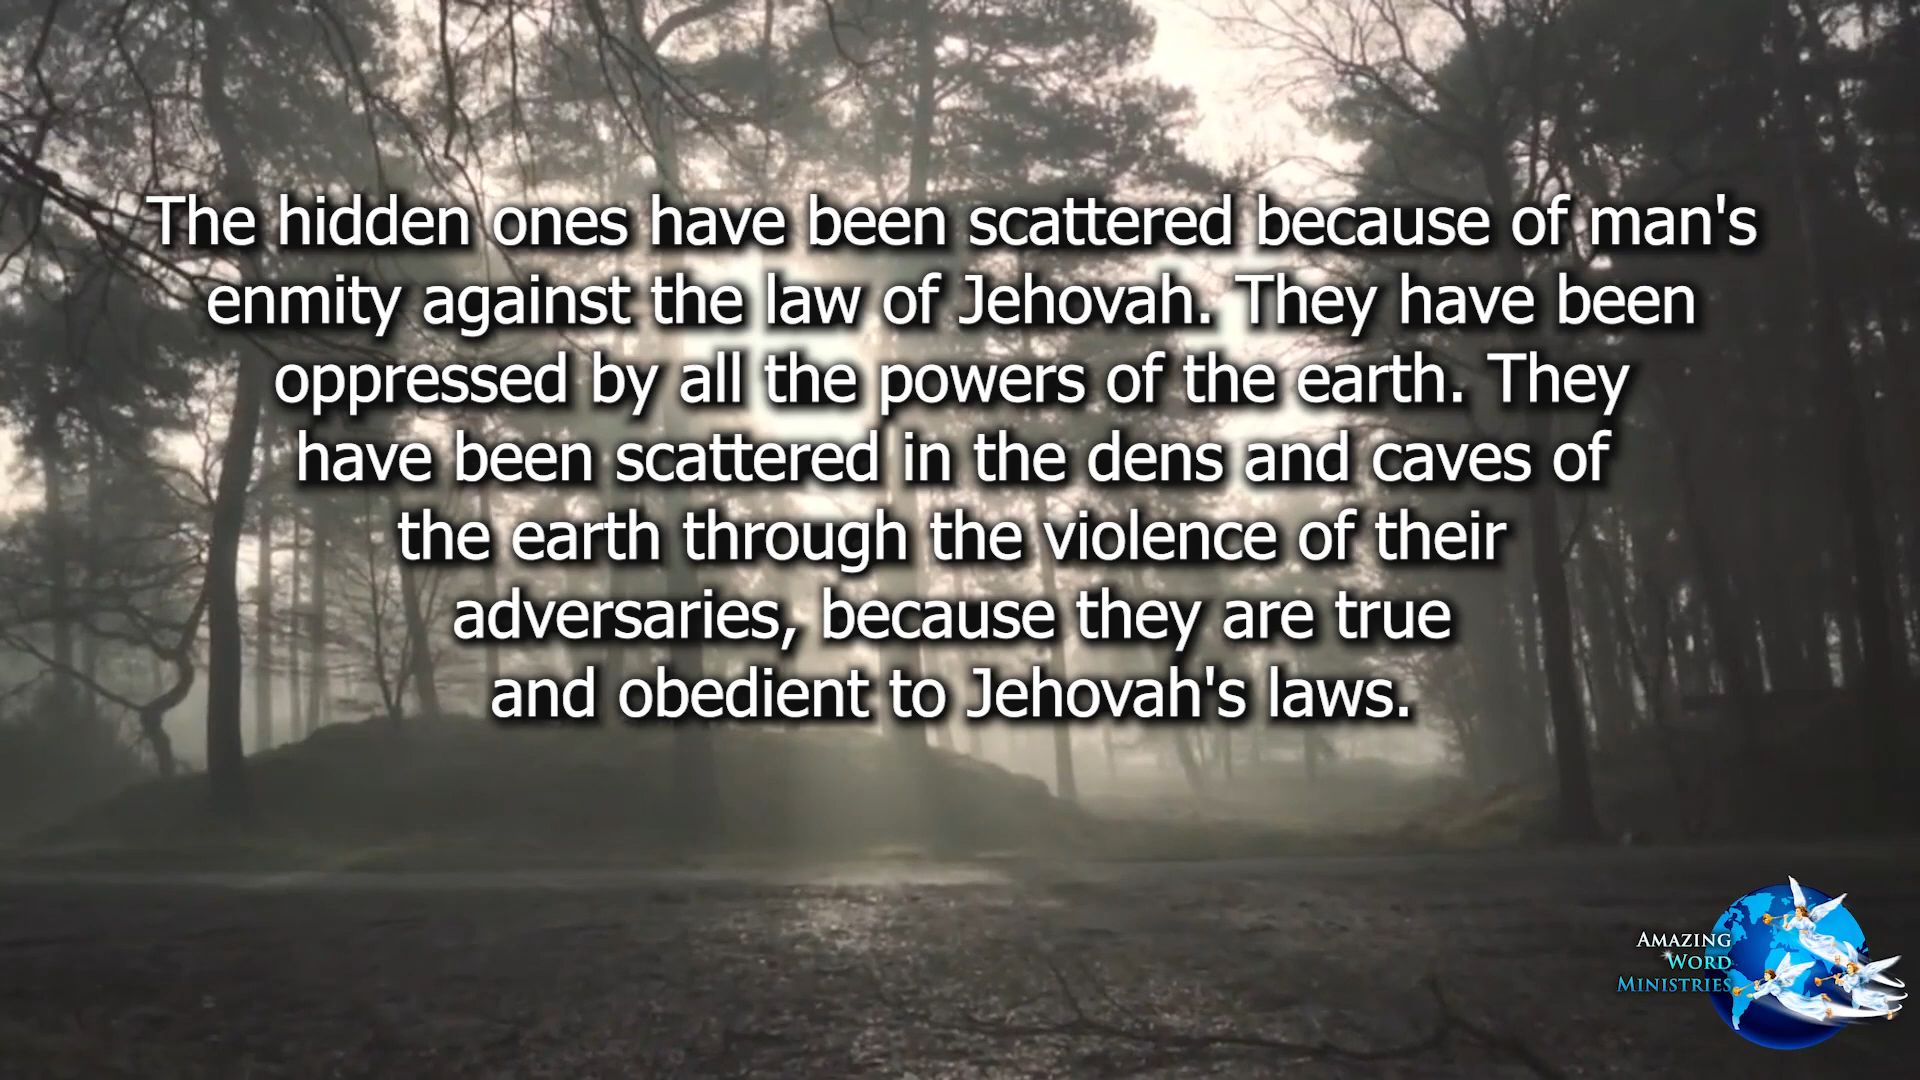 The hidden ones have been scattered because of man's
enmity against the law of Jehovah. They have been
oppressed by all the powers of the earth. They
have been scattered in the dens and caves of
the earth through the violence of their
adversaries, because they are true
and obedient to Jehovah's laws.
AMAZING
WORD
MINISTRIES